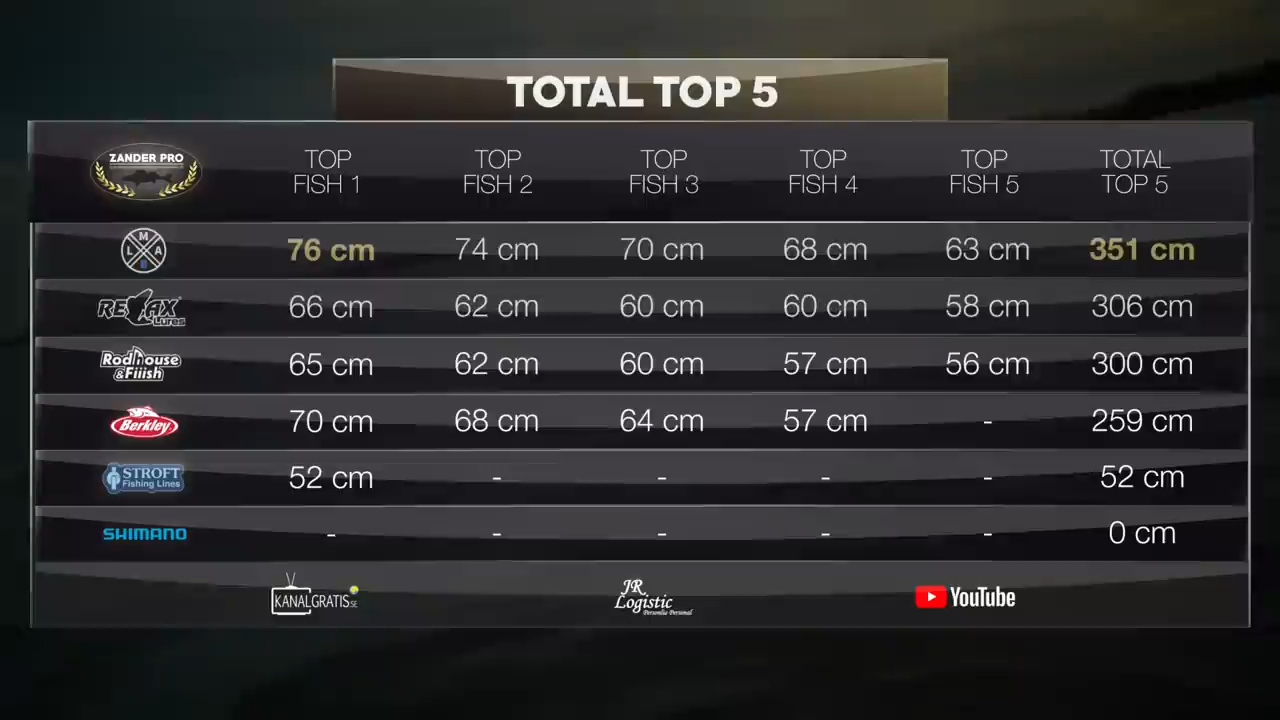 TOTAL TOP 5
ZANDER PRO
TOP FISH 1
TOP FISH 2
TOP FISH 3
TOP FISH 4
TOP FISH 5
TOTAL TOP 5
LMAB 76 cm 74 cm 70 cm 68 cm 63 cm 351 cm
RELAX Lures 66 cm 62 cm 60 cm 60 cm 58 cm 306 cm
Rodhouse &Fiiish 65 cm 62 cm 60 cm 57 cm 56 cm 300 cm
Berkley 70 cm 68 cm 64 cm 57 cm - 259 cm
STROFT Fishing Lines 52 cm - - - - 52 cm
SHIMANO - - - - - 0 cm
KANALGRATIS.SE
JR Logistic Personlig Personal
YouTube